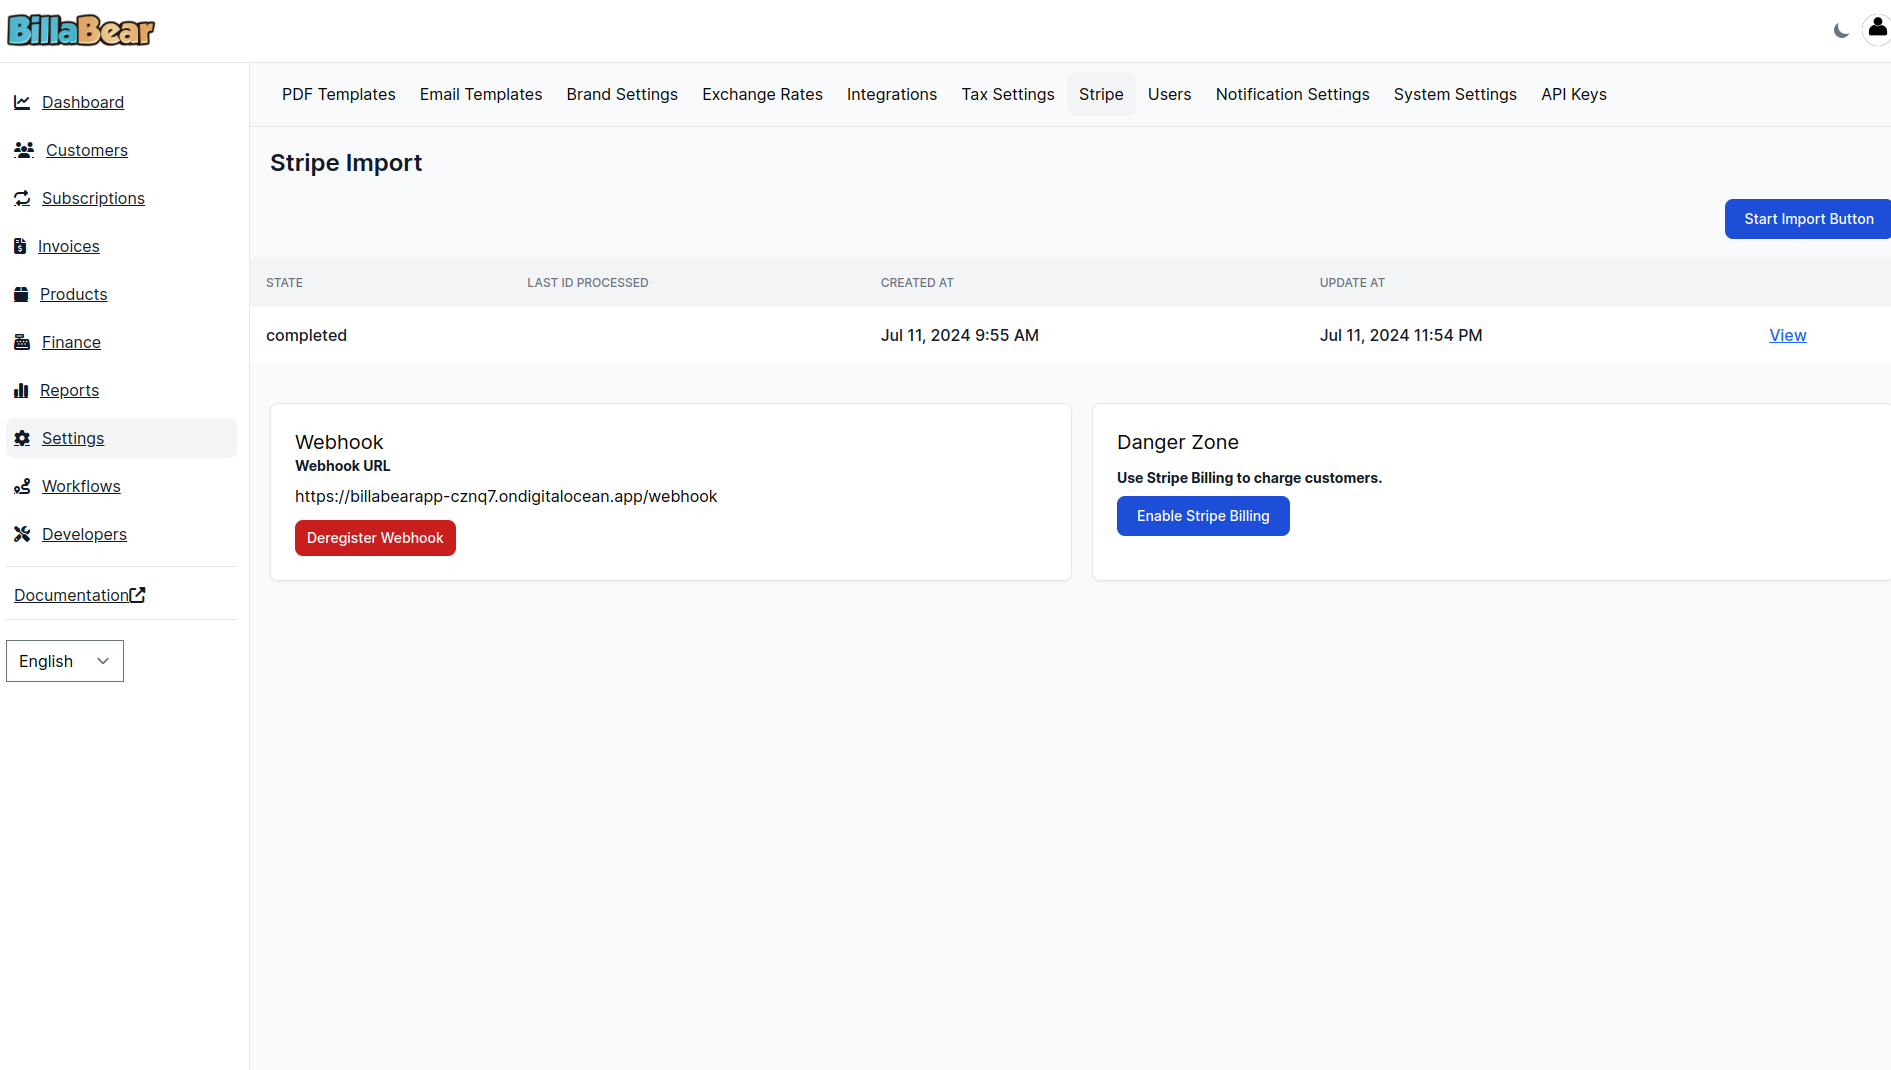 BillaBear
Dashboard
Customers
Subscriptions
Invoices
Products
Finance
Reports
Settings
Workflows
Developers
Documentation
English
PDF Templates Email Templates Brand Settings Exchange Rates Integrations Tax Settings Stripe Users Notification Settings System Settings API Keys
Stripe Import
Start Import Button
STATE LAST ID PROCESSED CREATED AT UPDATE AT
completed Jul 11, 2024 9:55 AM Jul 11, 2024 11:54 PM View
Webhook
Webhook URL
https://billabearapp-cznq7.ondigitalocean.app/webhook
Deregister Webhook
Danger Zone
Use Stripe Billing to charge customers.
Enable Stripe Billing